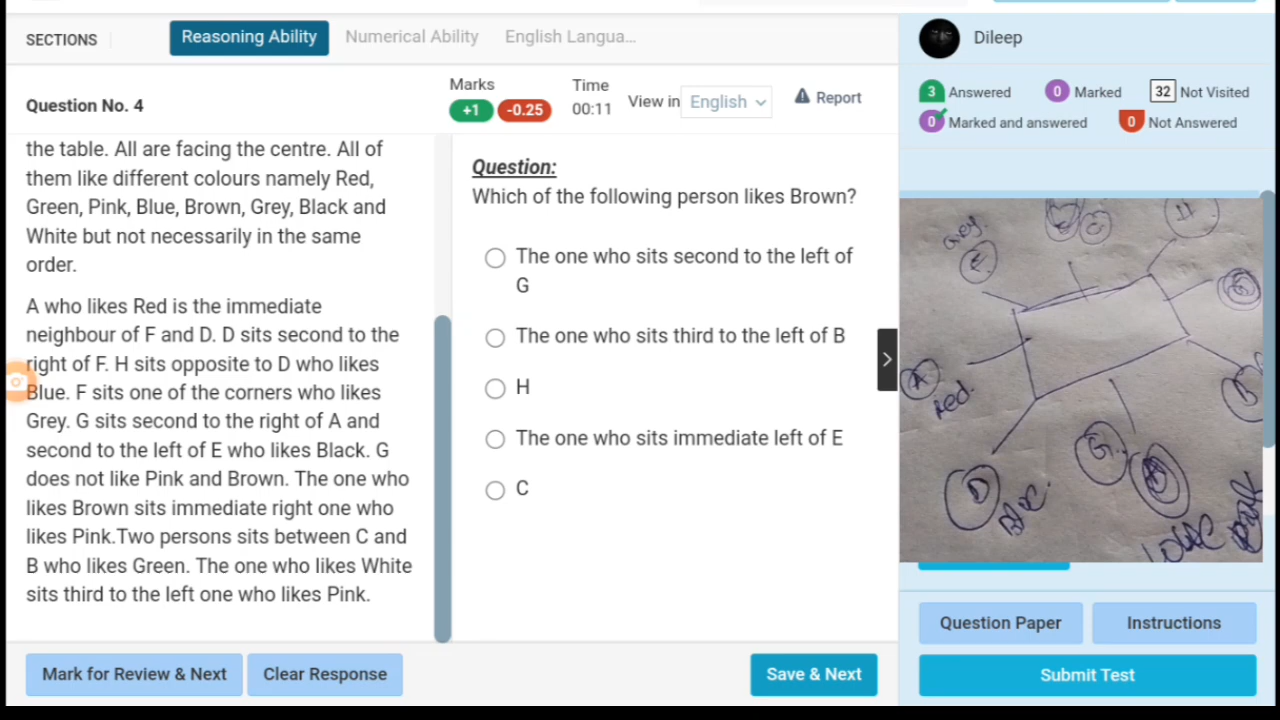 SECTIONS
Reasoning Ability
Numerical Ability
English Langua...
Dileep
Question No. 4
Marks
+1 -0.25
Time
00:11
View in English
Report
3 Answered
0 Marked
32 Not Visited
0 Marked and answered
0 Not Answered
the table. All are facing the centre. All of
them like different colours namely Red,
Green, Pink, Blue, Brown, Grey, Black and
White but not necessarily in the same
order.
A who likes Red is the immediate
neighbour of F and D. D sits second to the
right of F. H sits opposite to D who likes
Blue. F sits one of the corners who likes
Grey. G sits second to the right of A and
second to the left of E who likes Black. G
does not like Pink and Brown. The one who
likes Brown sits immediate right one who
likes Pink.Two persons sits between C and
B who likes Green. The one who likes White
sits third to the left one who likes Pink.
Question:
Which of the following person likes Brown?
The one who sits second to the left of
G
The one who sits third to the left of B
H
The one who sits immediate left of E
C
Grey
F
A
Red.
D
G
Mark for Review & Next
Clear Response
Save & Next
Question Paper
Instructions
Submit Test